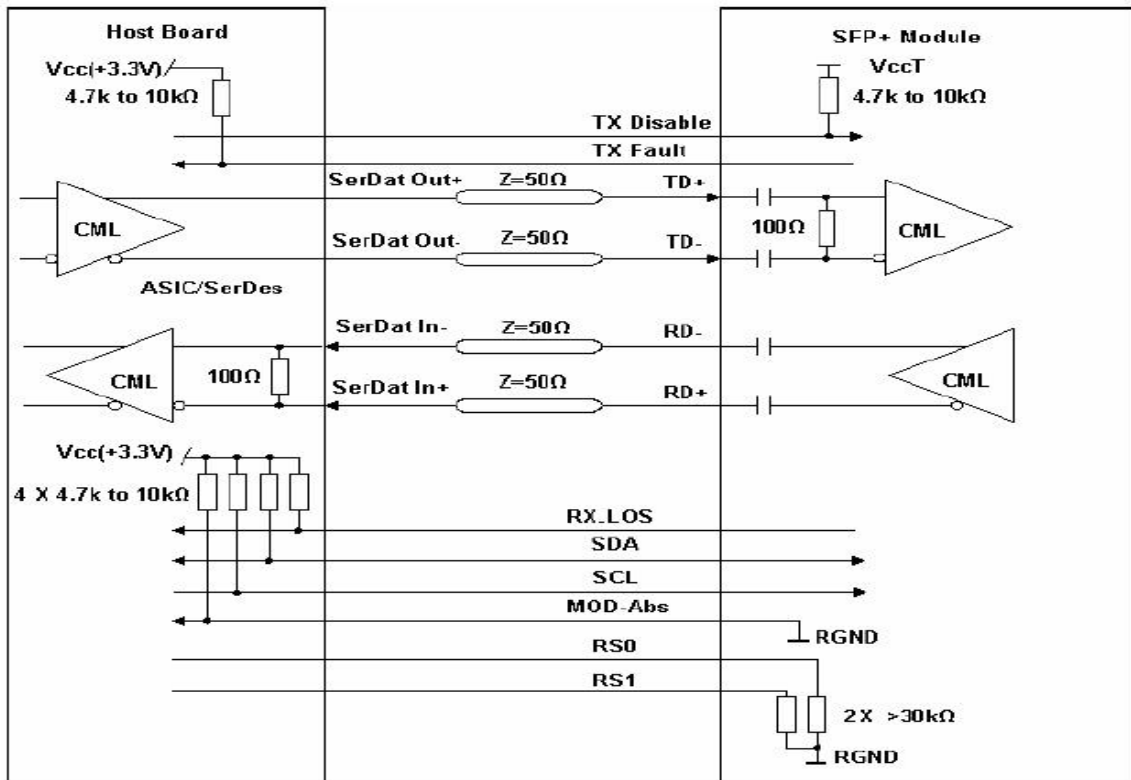 Host Board
SFP+ Module
Vcc(+3.3V)
4.7k to 10kΩ
VccT
4.7k to 10kΩ
TX Disable
TX Fault
SerDat Out+
Z=50Ω
TD+
CML
100Ω
CML
SerDat Out-
Z=50Ω
TD-
ASIC/SerDes
SerDat In-
Z=50Ω
RD-
CML
100Ω
SerDat In+
Z=50Ω
RD+
CML
Vcc(+3.3V)
4 X 4.7k to 10kΩ
RX_LOS
SDA
SCL
MOD-Abs
RGND
RS0
RS1
2X >30kΩ
RGND